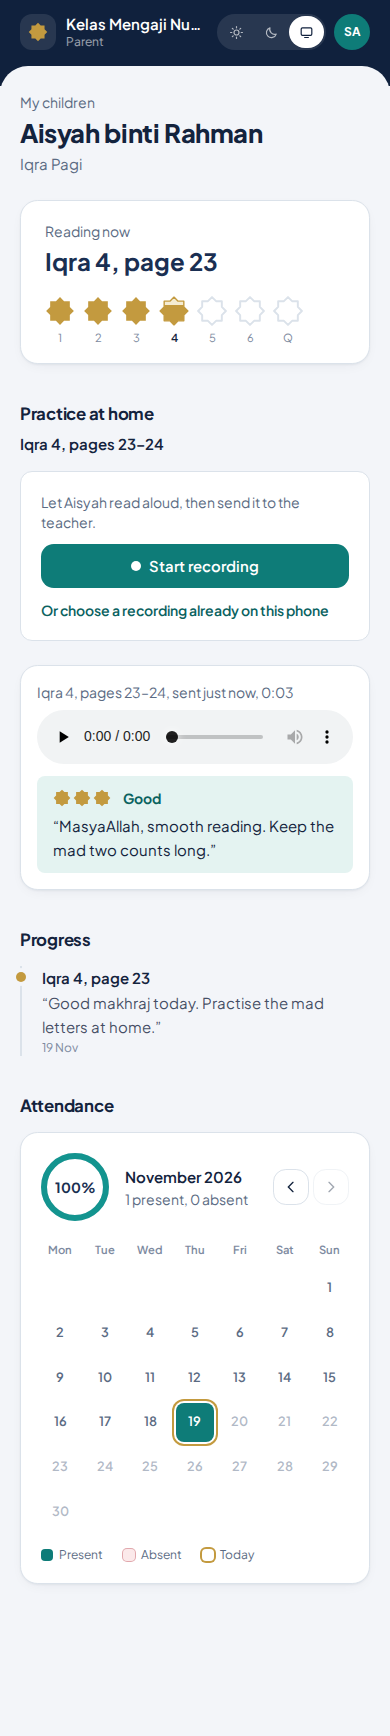 Kelas Mengaji Nu...
Parent
SA
My children
Aisyah binti Rahman
Iqra Pagi
Reading now
Iqra 4, page 23
1 2 3 4 5 6 Q
Practice at home
Iqra 4, pages 23–24
Let Aisyah read aloud, then send it to the
teacher.
Start recording
Or choose a recording already on this phone
Iqra 4, pages 23–24, sent just now, 0:03
0:00 / 0:00
Good
“MasyaAllah, smooth reading. Keep the
mad two counts long.”
Progress
Iqra 4, page 23
“Good makhraj today. Practise the mad
letters at home.”
19 Nov
Attendance
100%
November 2026
1 present, 0 absent
Mon Tue Wed Thu Fri Sat Sun
1
2 3 4 5 6 7 8
9 10 11 12 13 14 15
16 17 18 19 20 21 22
23 24 25 26 27 28 29
30
Present Absent Today